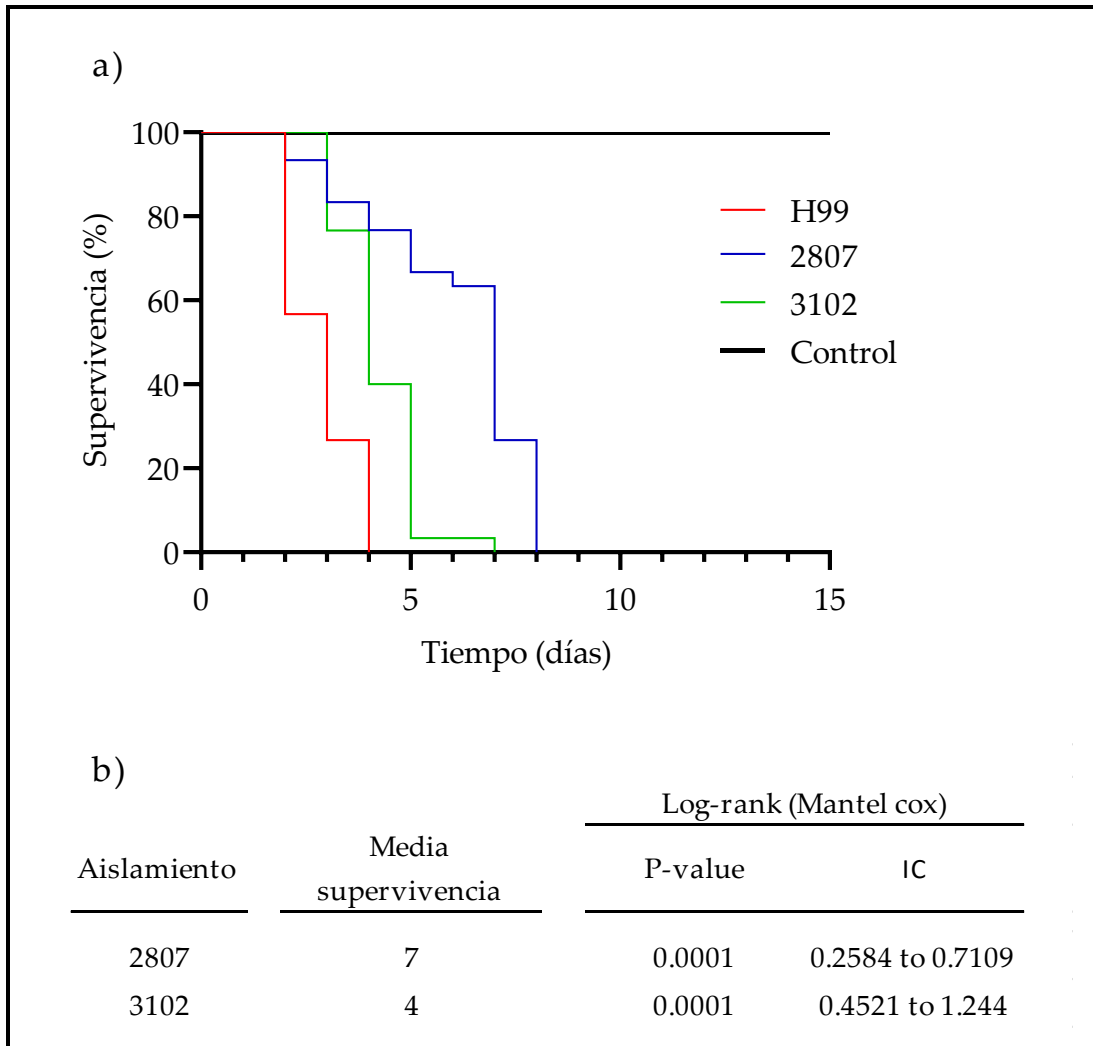 a)
100
80
60
40
20
0
Supervivencia (%)
H99
2807
3102
Control
0 5 10 15
Tiempo (días)
b)
Log-rank (Mantel cox)
Aislamiento
Media
supervivencia
P-value
IC
2807 7 0.0001 0.2584 to 0.7109
3102 4 0.0001 0.4521 to 1.244